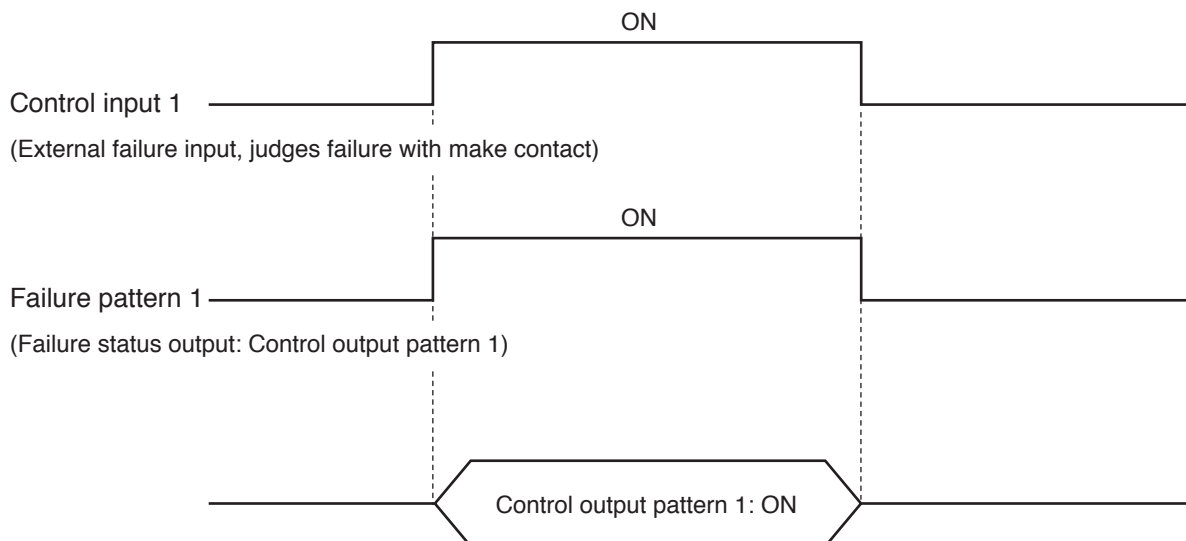 ON
Control input 1
(External failure input, judges failure with make contact)
ON
Failure pattern 1
(Failure status output: Control output pattern 1)
Control output pattern 1: ON